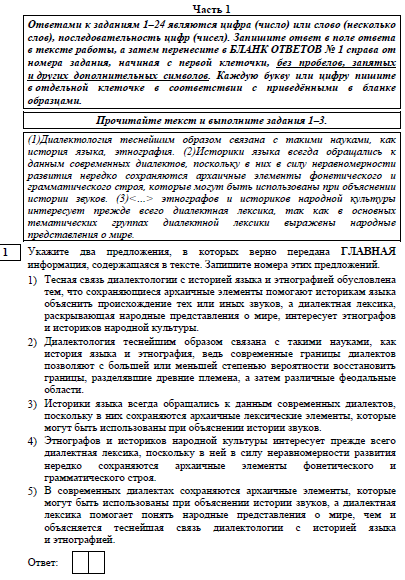 Часть 1
Ответами к заданиям 1–24 являются цифра (число) или слово (несколько
слов), последовательность цифр (чисел). Запишите ответ в поле ответа
в тексте работы, а затем перенесите в БЛАНК ОТВЕТОВ № 1 справа от
номера задания, начиная с первой клеточки, без пробелов, запятых
и других дополнительных символов. Каждую букву или цифру пишите
в отдельной клеточке в соответствии с приведёнными в бланке
образцами.
Прочитайте текст и выполните задания 1–3.
(1)Диалектология теснейшим образом связана с такими науками, как
история языка, этнография. (2)Историки языка всегда обращались к
данным современных диалектов, поскольку в них в силу неравномерности
развития нередко сохраняются архаичные элементы фонетического и
грамматического строя, которые могут быть использованы при объяснении
истории звуков. (3)<…> этнографов и историков народной культуры
интересует прежде всего диалектная лексика, так как в основных
тематических группах диалектной лексики выражены народные
представления о мире.
1 Укажите два предложения, в которых верно передана ГЛАВНАЯ
информация, содержащаяся в тексте. Запишите номера этих предложений.
1) Тесная связь диалектологии с историей языка и этнографией обусловлена
тем, что сохраняющиеся архаичные элементы помогают историкам языка
объяснить происхождение тех или иных звуков, а диалектная лексика,
раскрывающая народные представления о мире, интересует этнографов
и историков народной культуры.
2) Диалектология теснейшим образом связана с такими науками, как
история языка и этнография, ведь современные границы диалектов
позволяют с большей или меньшей степенью вероятности восстановить
границы, разделявшие древние племена, а затем различные феодальные
области.
3) Историки языка всегда обращались к данным современных диалектов,
поскольку в них сохраняются архаичные лексические элементы, которые
могут быть использованы при объяснении истории звуков.
4) Этнографов и историков народной культуры интересует прежде всего
диалектная лексика, поскольку в ней в силу неравномерности развития
нередко сохраняются архаичные элементы фонетического и
грамматического строя.
5) В современных диалектах сохраняются архаичные элементы, которые
могут быть использованы при объяснении истории звуков, а диалектная
лексика помогает понять народные представления о мире, чем и
объясняется теснейшая связь диалектологии с историей языка
и этнографией.
Ответ: